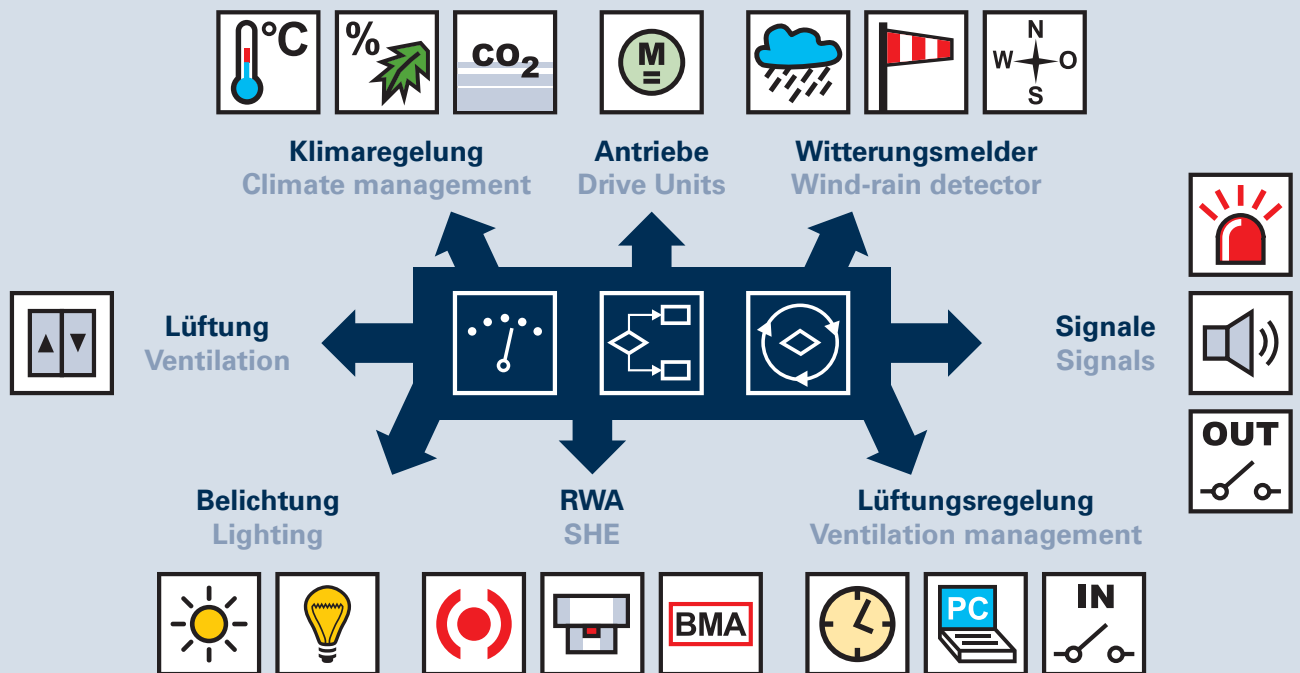 °C
%
CO₂
M
=
N
W O
S
Klimaregelung
Climate management
Antriebe
Drive Units
Witterungsmelder
Wind-rain detector
Lüftung
Ventilation
Signale
Signals
OUT
Belichtung
Lighting
RWA
SHE
Lüftungsregelung
Ventilation management
BMA
PC
IN